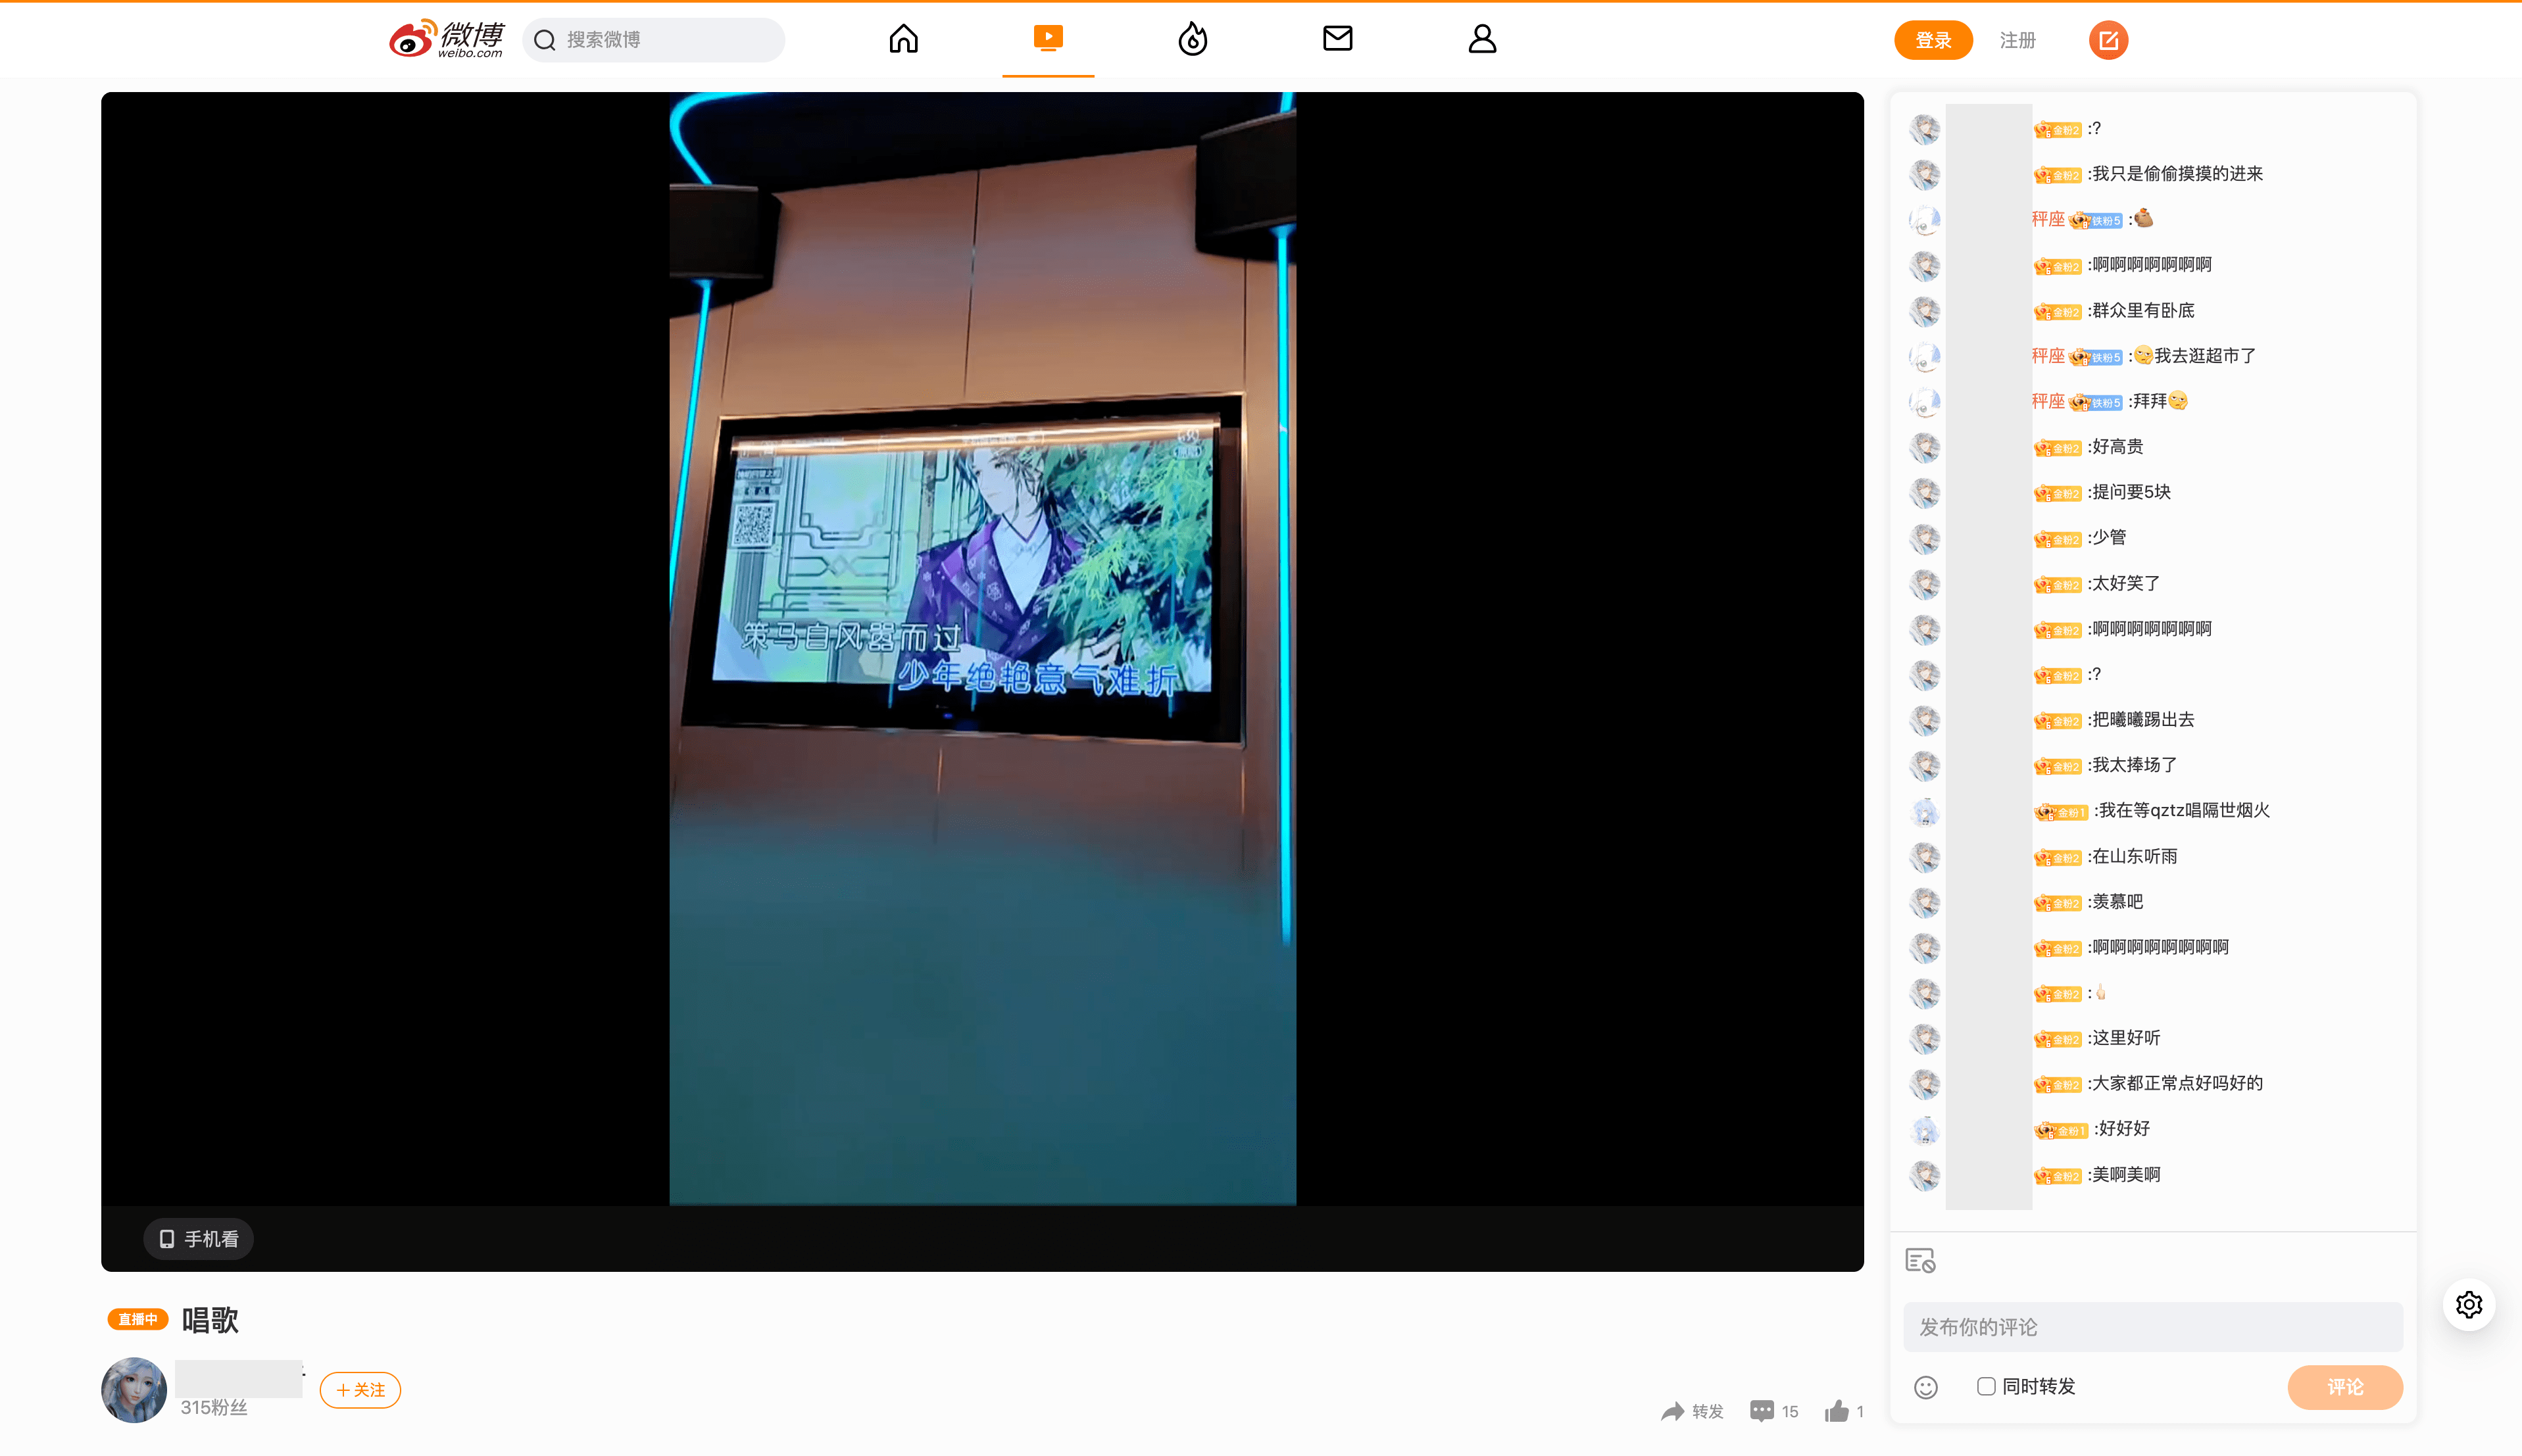 微博
weibo.com
搜索微博
登录
注册
金粉2 :?
金粉2 :我只是偷偷摸摸的进来
秤座 铁粉5 :
金粉2 :啊啊啊啊啊啊啊
金粉2 :群众里有卧底
秤座 铁粉5 :🙄我去逛超市了
秤座 铁粉5 :拜拜🙄
金粉2 :好高贵
金粉2 :提问要5块
金粉2 :少管
金粉2 :太好笑了
金粉2 :啊啊啊啊啊啊啊
金粉2 :?
金粉2 :把曦曦踢出去
金粉2 :我太捧场了
金粉1 :我在等qztz唱隔世烟火
金粉2 :在山东听雨
金粉2 :羡慕吧
金粉2 :啊啊啊啊啊啊啊啊
金粉2 :🖕🏻
金粉2 :这里好听
金粉2 :大家都正常点好吗好的
金粉1 :好好好
金粉2 :美啊美啊
策马自风嚣而过
少年绝艳意气难折
手机看
直播中 唱歌
315粉丝
+关注
转发 15 1
发布你的评论
同时转发
评论